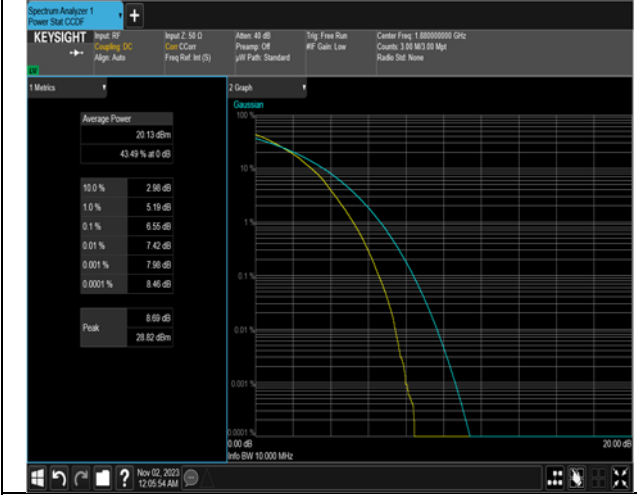 Spectrum Analyzer 1
Power Stat CCDF
+
KEYSIGHT
Input: RF
Coupling: DC
Align: Auto
Input Z: 50 Ω
Corr CCorr
Freq Ref: Int (S)
Atten: 40 dB
Preamp: Off
µW Path: Standard
Trig: Free Run
#IF Gain: Low
Center Freq: 1.880000000 GHz
Counts: 3.00 M/3.00 Mpt
Radio Std: None
1 Metrics
2 Graph
Gaussian
Average Power
20.13 dBm
43.49 % at 0 dB
10.0 % 2.98 dB
1.0 % 5.19 dB
0.1 % 6.55 dB
0.01 % 7.42 dB
0.001 % 7.98 dB
0.0001 % 8.46 dB
Peak
8.69 dB
28.82 dBm
100 %
10 %
1 %
0.1 %
0.01 %
0.001 %
0.0001 %
0.00 dB
20.00 dB
Info BW 10.000 MHz
?
Nov 02, 2023
12:05:54 AM